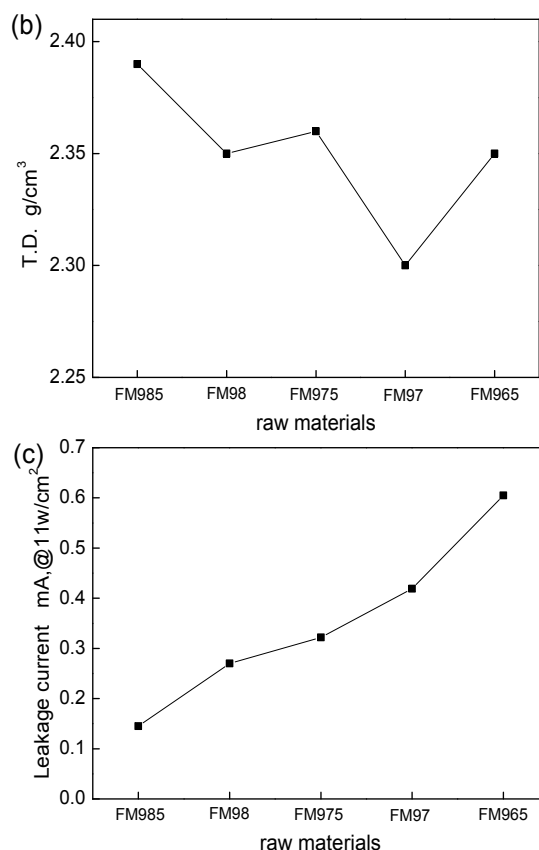 (b)
2.40
2.35
2.30
2.25
T.D. g/cm³
FM985 FM98 FM975 FM97 FM965
raw materials
(c)
0.7
0.6
0.5
0.4
0.3
0.2
0.1
0.0
Leakage current mA,@11w/cm²
FM985 FM98 FM975 FM97 FM965
raw materials